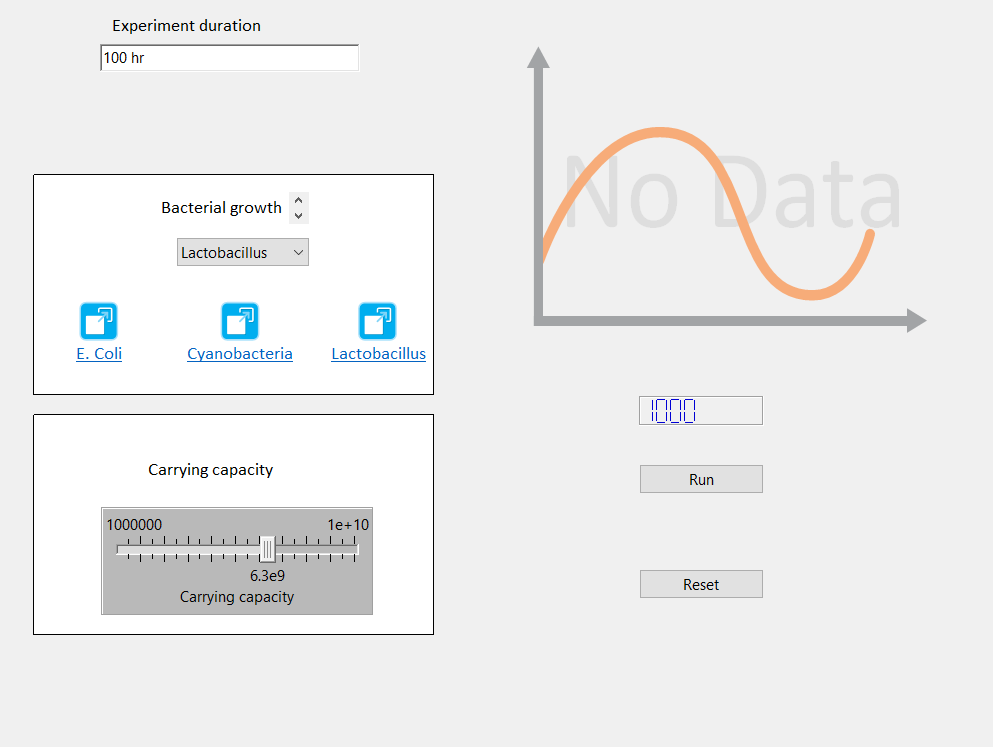 Experiment duration
100 hr
Bacterial growth
Lactobacillus
E. Coli
Cyanobacteria
Lactobacillus
Carrying capacity
1000000
1e+10
6.3e9
Carrying capacity
No Data
1000
Run
Reset